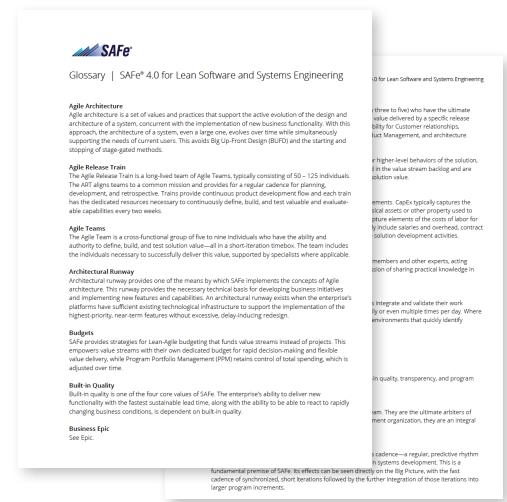 SAFe®
Glossary | SAFe® 4.0 for Lean Software and Systems Engineering
Agile Architecture
Agile architecture is a set of values and practices that support the active evolution of the design and
architecture of a system, concurrent with the implementation of new business functionality. With this
approach, the architecture of a system, even a large one, evolves over time while simultaneously
supporting the needs of current users. This avoids Big Up-Front Design (BUFD) and the starting and
stopping of stage-gated methods.
Agile Release Train
The Agile Release Train is a long-lived team of Agile Teams, typically consisting of 50 – 125 individuals.
The ART aligns teams to a common mission and provides for a regular cadence for planning,
development, and retrospective. Trains provide continuous product development flow and each train
has the dedicated resources necessary to continuously define, build, and test valuable and evaluate-
able capabilities every two weeks.
Agile Teams
The Agile Team is a cross-functional group of five to nine individuals who have the ability and
authority to define, build, and test solution value—all in a short-iteration timebox. The team includes
the individuals necessary to successfully deliver this value, supported by specialists where applicable.
Architectural Runway
Architectural runway provides one of the means by which SAFe implements the concepts of Agile
architecture. This runway provides the necessary technical basis for developing business initiatives
and implementing new features and capabilities. An architectural runway exists when the enterprise's
platforms have sufficient existing technological infrastructure to support the implementation of the
highest-priority, near-term features without excessive, delay-inducing redesign.
Budgets
SAFe provides strategies for Lean-Agile budgeting that funds value streams instead of projects. This
empowers value streams with their own dedicated budget for rapid decision-making and flexible
value delivery, while Program Portfolio Management (PPM) retains control of total spending, which is
adjusted over time.
Built-in Quality
Built-in quality is one of the four core values of SAFe. The enterprise's ability to deliver new
functionality with the fastest sustainable lead time, along with the ability to be able to react to rapidly
changing business conditions, is dependent on built-in quality.
Business Epic
See Epic.
.0 for Lean Software and Systems Engineering
three to five) who have the ultimate
value delivered by a specific release
bility for Customer relationships,
duct Management, and architecture
or higher-level behaviors of the solution,
d in the value stream backlog and are
solution value.
ements. CapEx typically captures the
sical assets or other property used to
pture elements of the costs of labor for
ly include salaries and overhead, contract
solution development activities.
members and other experts, acting
ssion of sharing practical knowledge in
s integrate and validate their work
ly or even multiple times per day. Where
environments that quickly identify
-in quality, transparency, and program
eam. They are the ultimate arbiters of
ment organization, they are an integral
s cadence—a regular, predictive rhythm
n systems development. This is a
fundamental premise of SAFe. Its effects can be seen directly on the Big Picture, with the fast
cadence of synchronized, short iterations followed by the further integration of those iterations into
larger program increments.